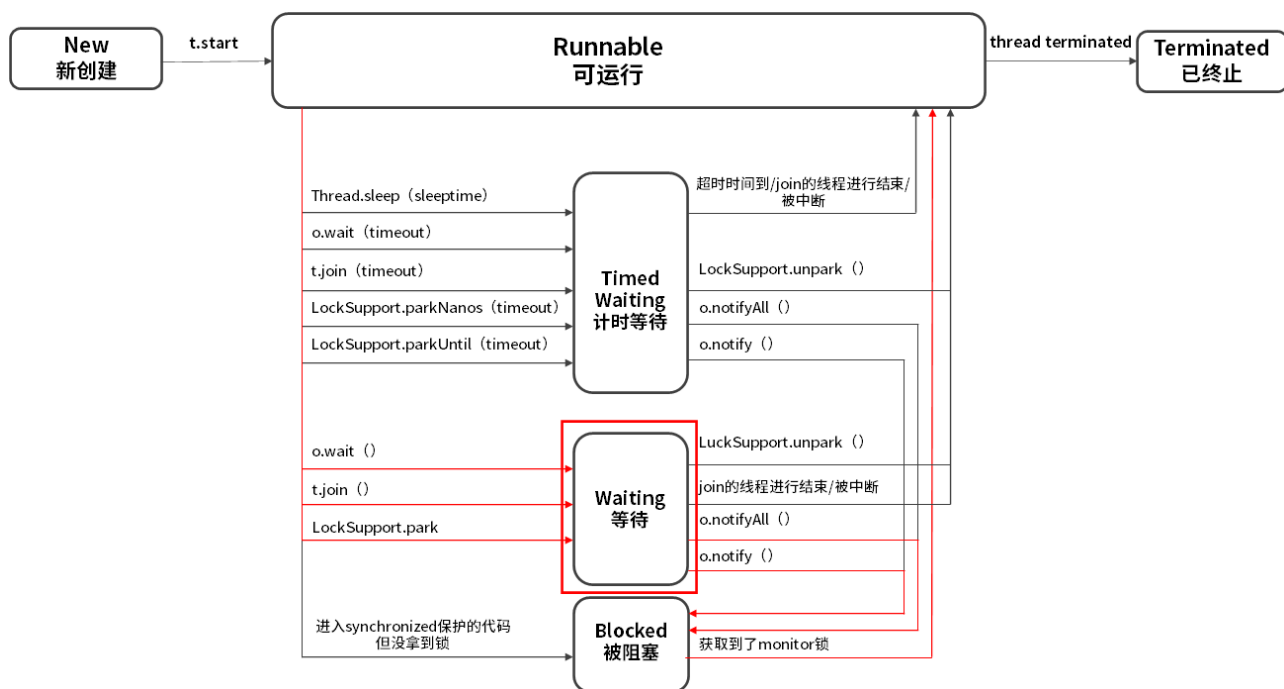 New
新创建
t.start
Runnable
可运行
thread terminated
Terminated
已终止
Thread.sleep（sleeptime）
o.wait（timeout）
t.join（timeout）
LockSupport.parkNanos（timeout）
LockSupport.parkUntil（timeout）
Timed
Waiting
计时等待
超时时间到/join的线程进行结束/
被中断
LockSupport.unpark（）
o.notifyAll（）
o.notify（）
o.wait（）
t.join（）
LockSupport.park
Waiting
等待
LuckSupport.unpark（）
join的线程进行结束/被中断
o.notifyAll（）
o.notify（）
进入synchronized保护的代码
但没拿到锁
Blocked
被阻塞
获取到了monitor锁